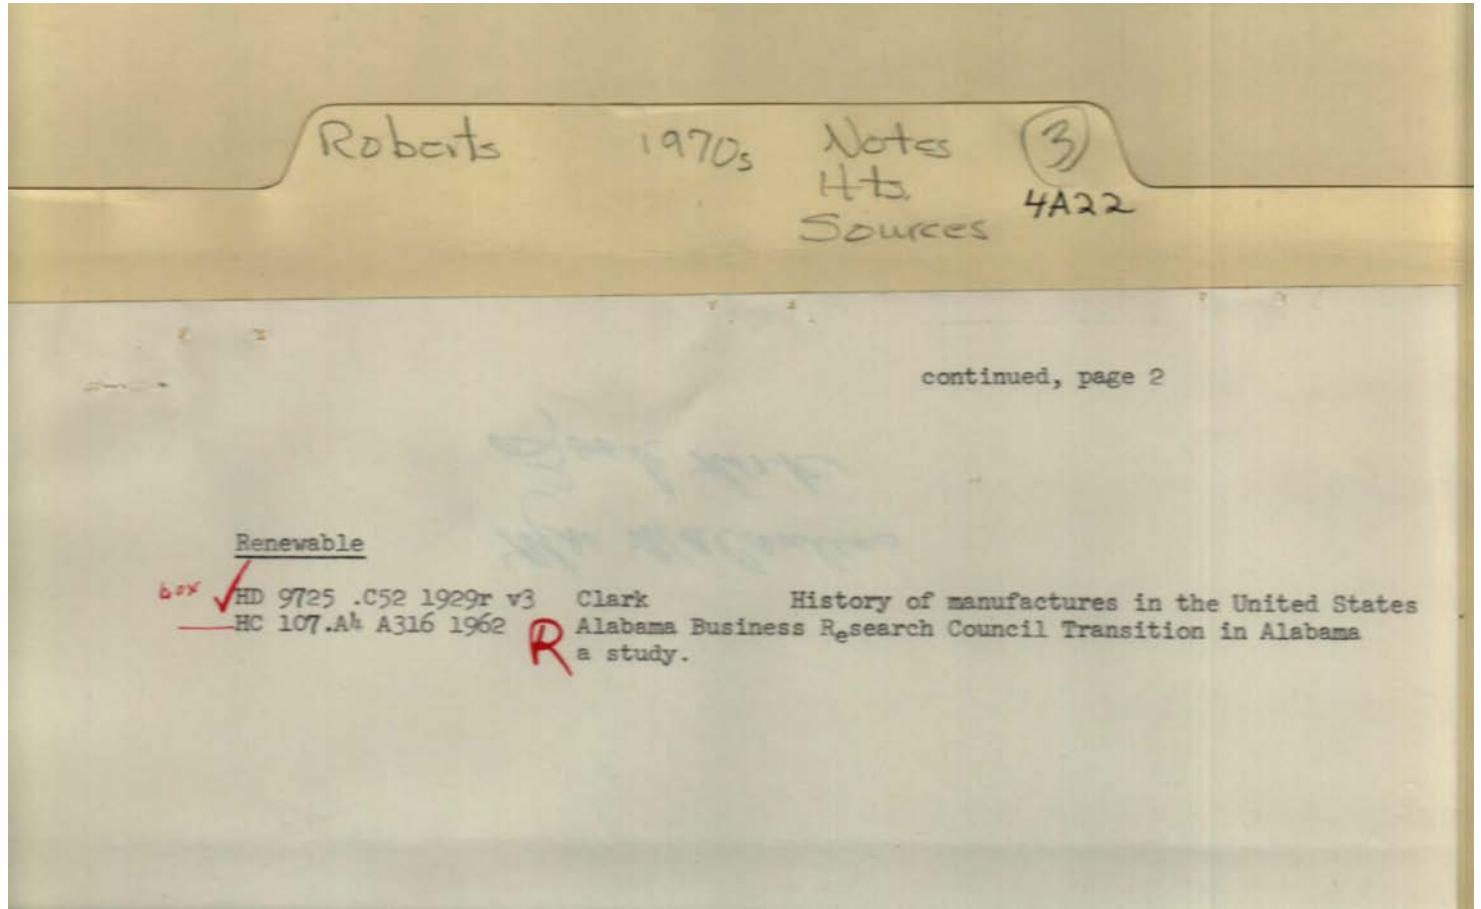 Roberts 1970s Notes 3
Hts.
4A22
Sources
continued, page 2
Renewable
box HD 9725 .C52 1929r v3 Clark History of manufactures in the United States
HC 107.A4 A316 1962 R Alabama Business Research Council Transition in Alabama
a study.